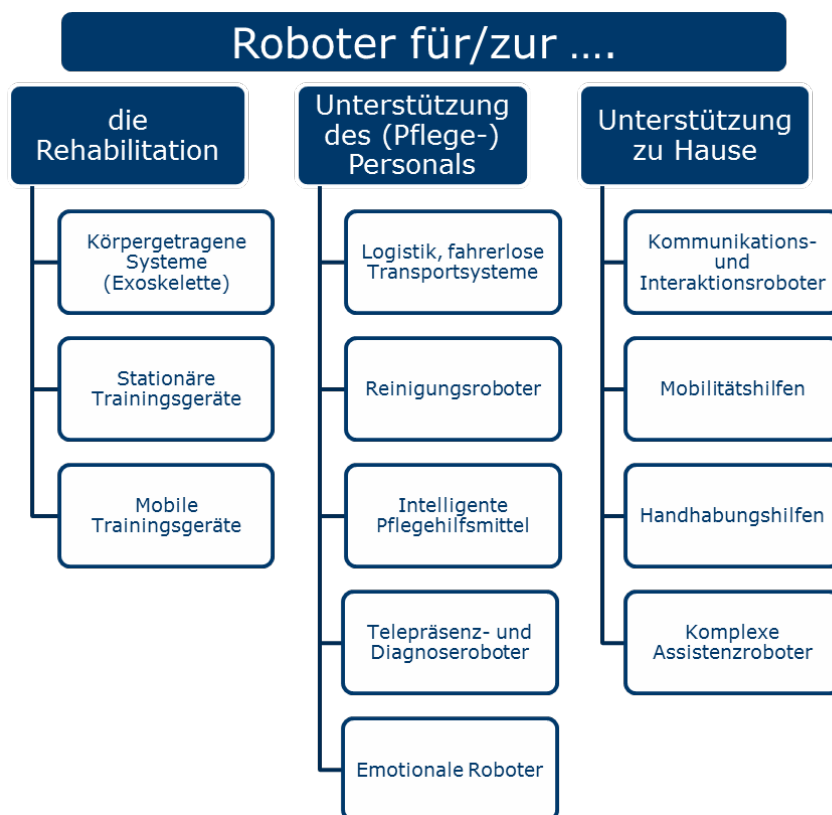 Roboter für/zur ....
die
Rehabilitation
Körpergetragene
Systeme
(Exoskelette)
Stationäre
Trainingsgeräte
Mobile
Trainingsgeräte
Unterstützung
des (Pflege-)
Personals
Logistik, fahrerlose
Transportsysteme
Reinigungsroboter
Intelligente
Pflegehilfsmittel
Telepräsenz- und
Diagnoseroboter
Emotionale Roboter
Unterstützung
zu Hause
Kommunikations-
und
Interaktionsroboter
Mobilitätshilfen
Handhabungshilfen
Komplexe
Assistenzroboter